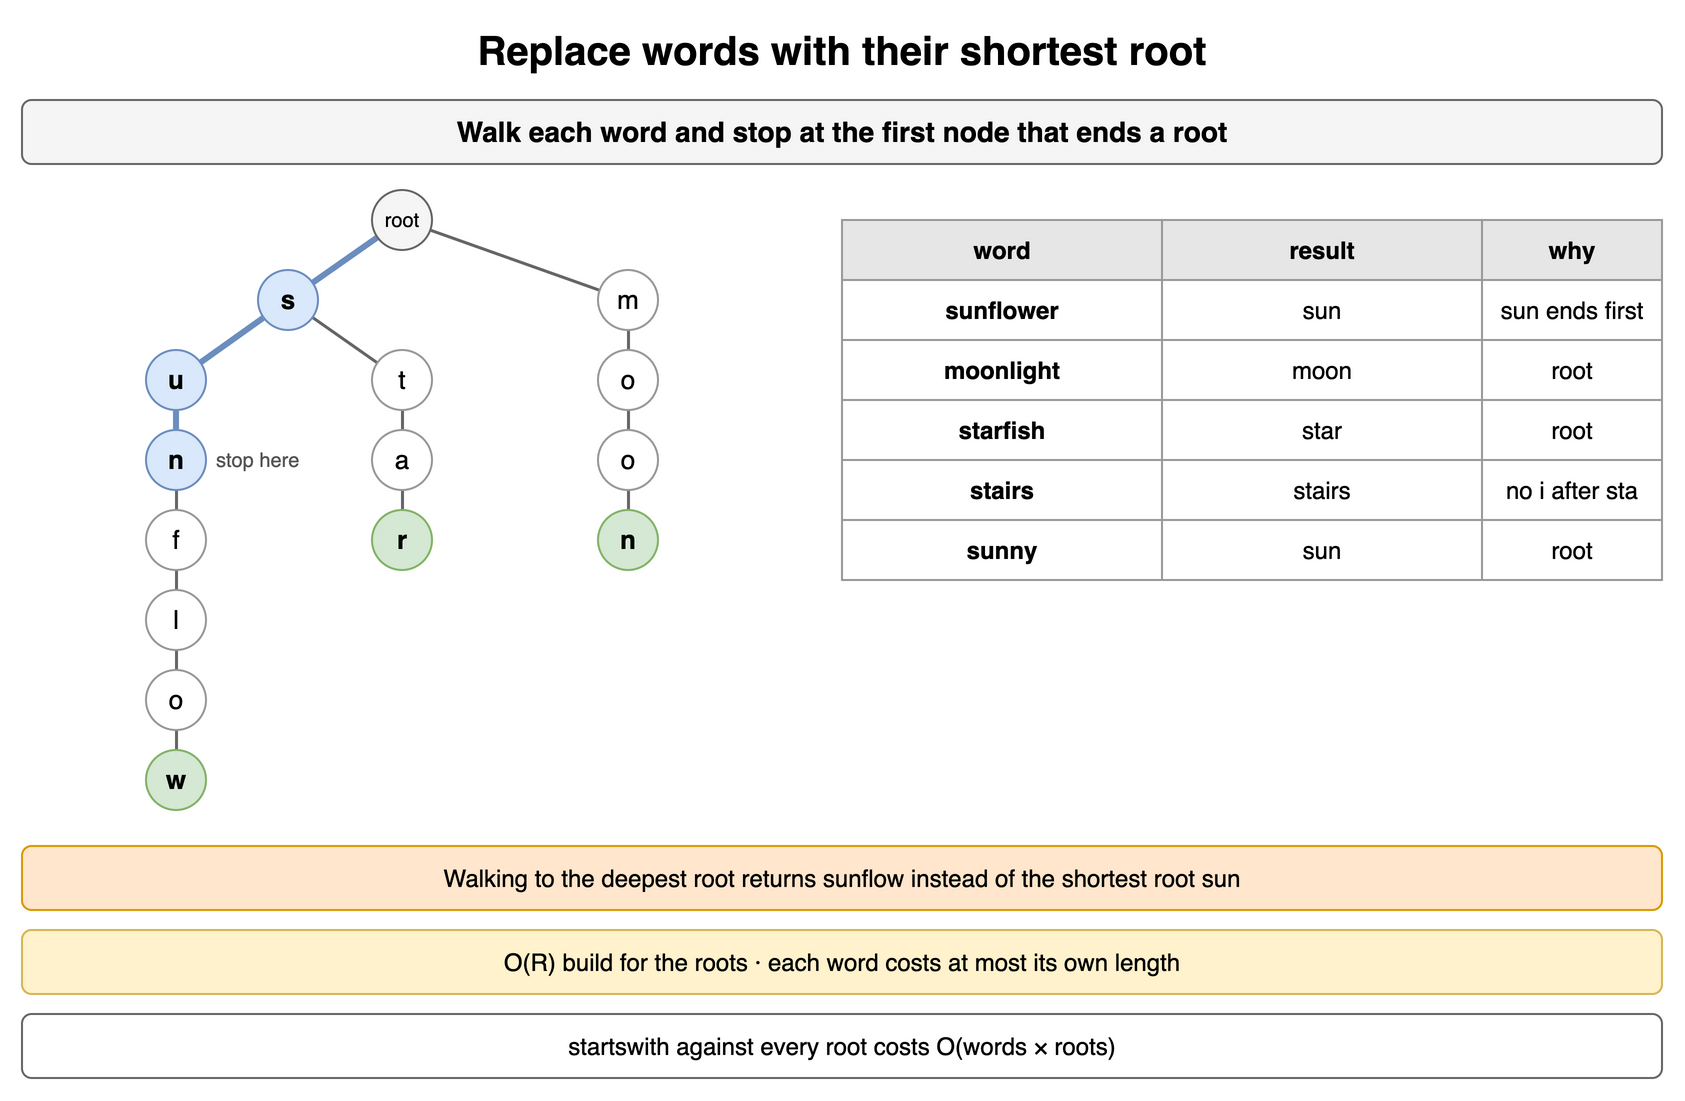 Replace words with their shortest root
Walk each word and stop at the first node that ends a root
root
s
m
u
t
o
n
stop here
a
o
f
r
n
l
o
w
word result why
sunflower sun sun ends first
moonlight moon root
starfish star root
stairs stairs no i after sta
sunny sun root
Walking to the deepest root returns sunflow instead of the shortest root sun
O(R) build for the roots · each word costs at most its own length
startswith against every root costs O(words × roots)